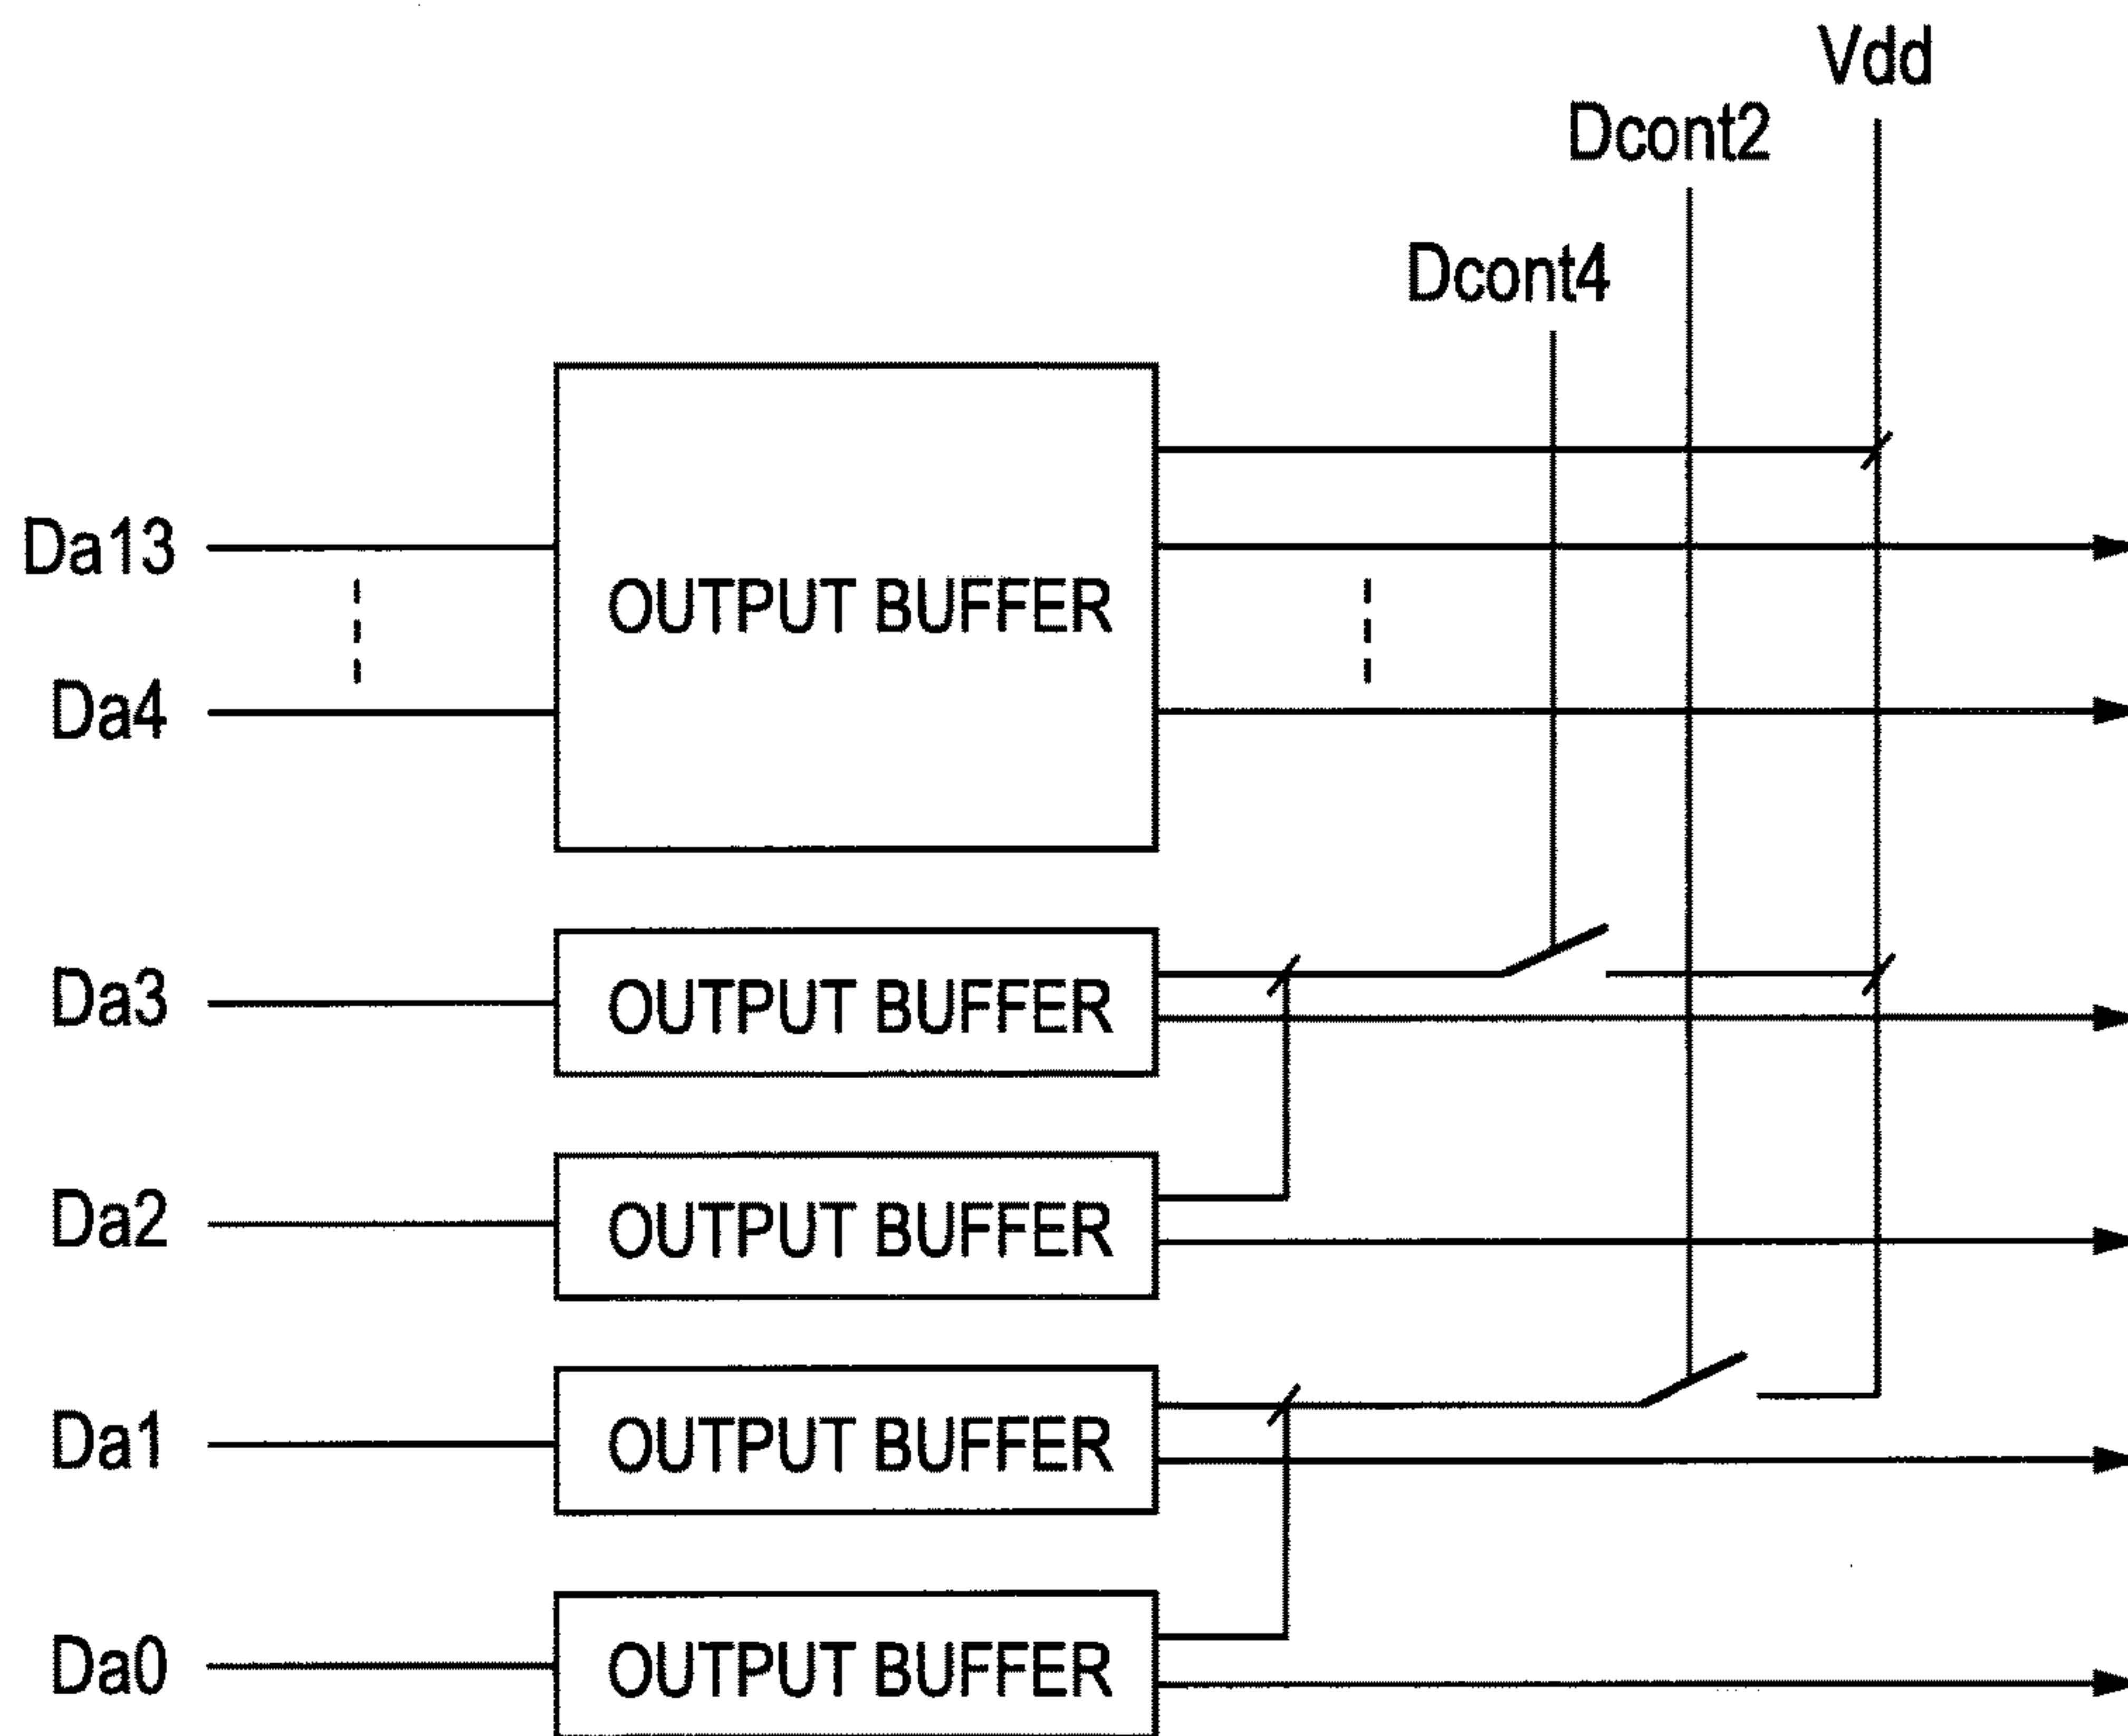 Vdd
Dcont2
Dcont4
Da13
OUTPUT BUFFER
Da4
Da3
OUTPUT BUFFER
Da2
OUTPUT BUFFER
Da1
OUTPUT BUFFER
Da0
OUTPUT BUFFER